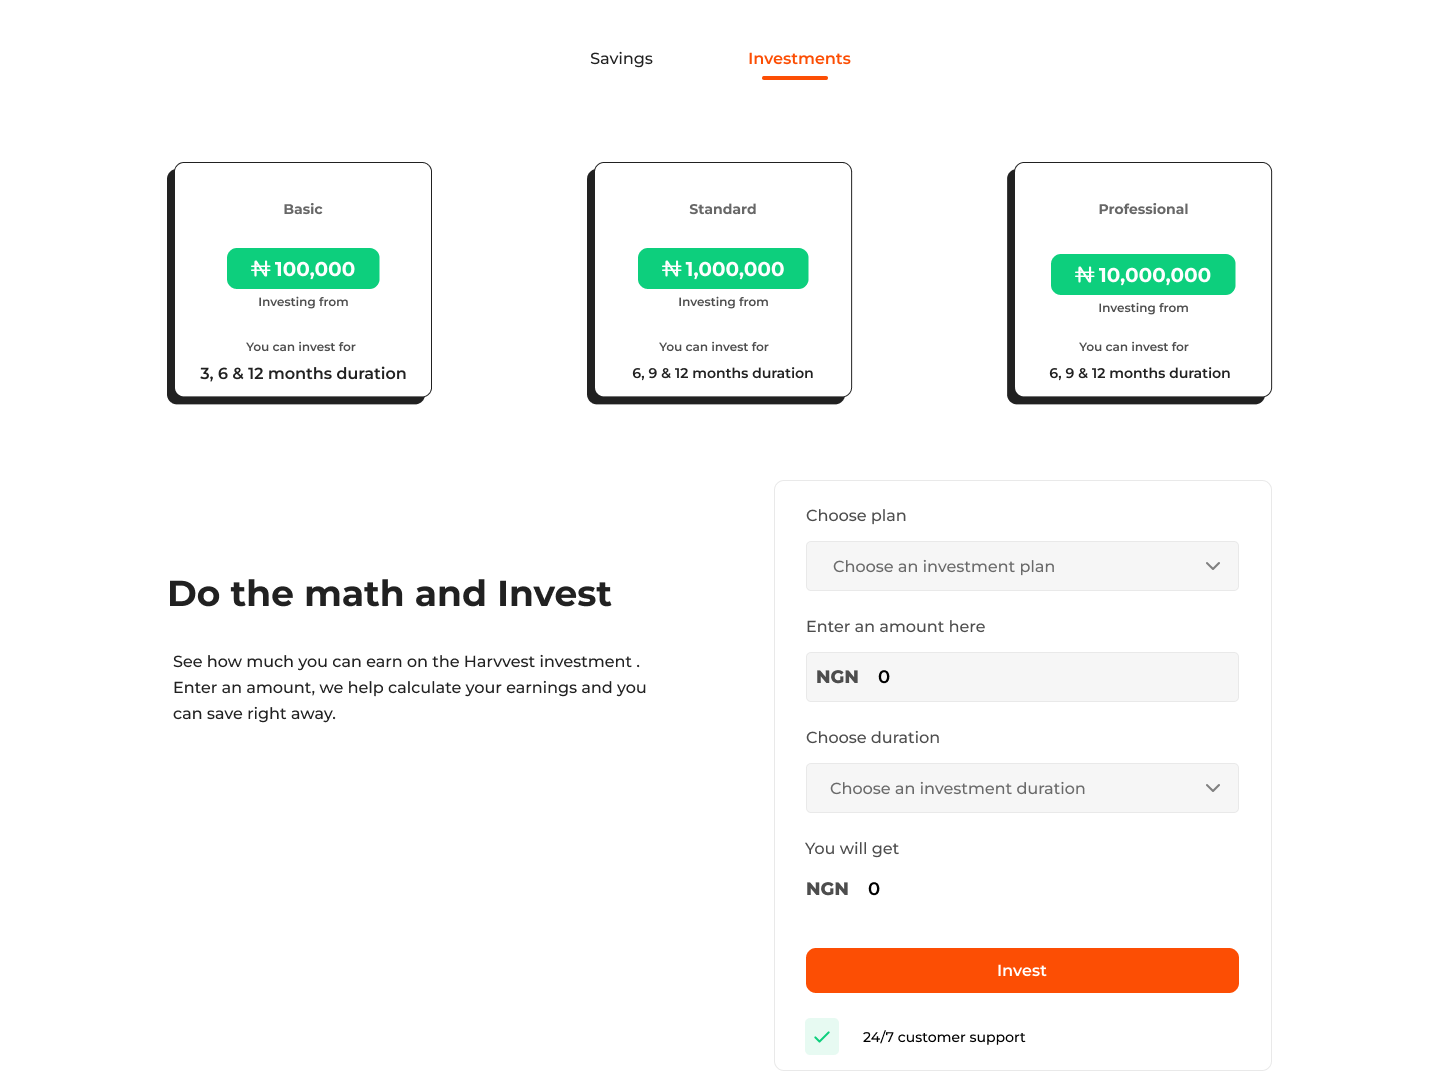 Savings
Investments
Basic
₦ 100,000
Investing from
You can invest for
3, 6 & 12 months duration
Standard
₦ 1,000,000
Investing from
You can invest for
6, 9 & 12 months duration
Professional
₦ 10,000,000
Investing from
You can invest for
6, 9 & 12 months duration
Do the math and Invest
See how much you can earn on the Harvvest investment .
Enter an amount, we help calculate your earnings and you
can save right away.
Choose plan
Choose an investment plan
Enter an amount here
NGN 0
Choose duration
Choose an investment duration
You will get
NGN 0
Invest
24/7 customer support